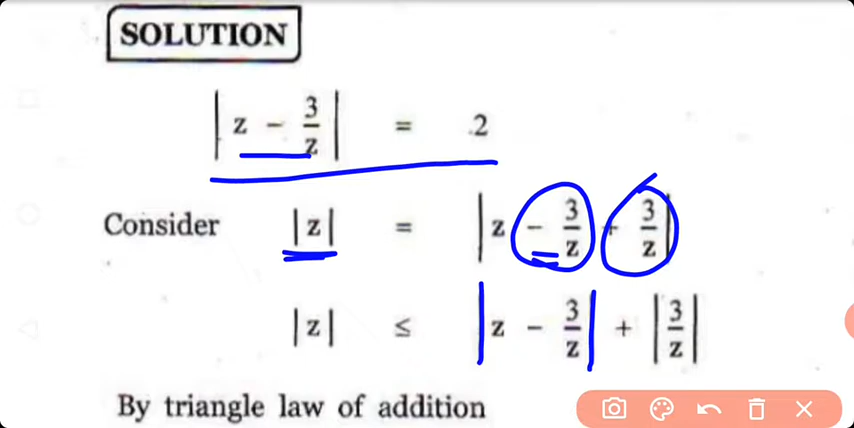 SOLUTION
| z - 3/z | = 2
Consider |z| = | z - 3/z + 3/z |
|z| ≤ | z - 3/z | + | 3/z |
By triangle law of addition